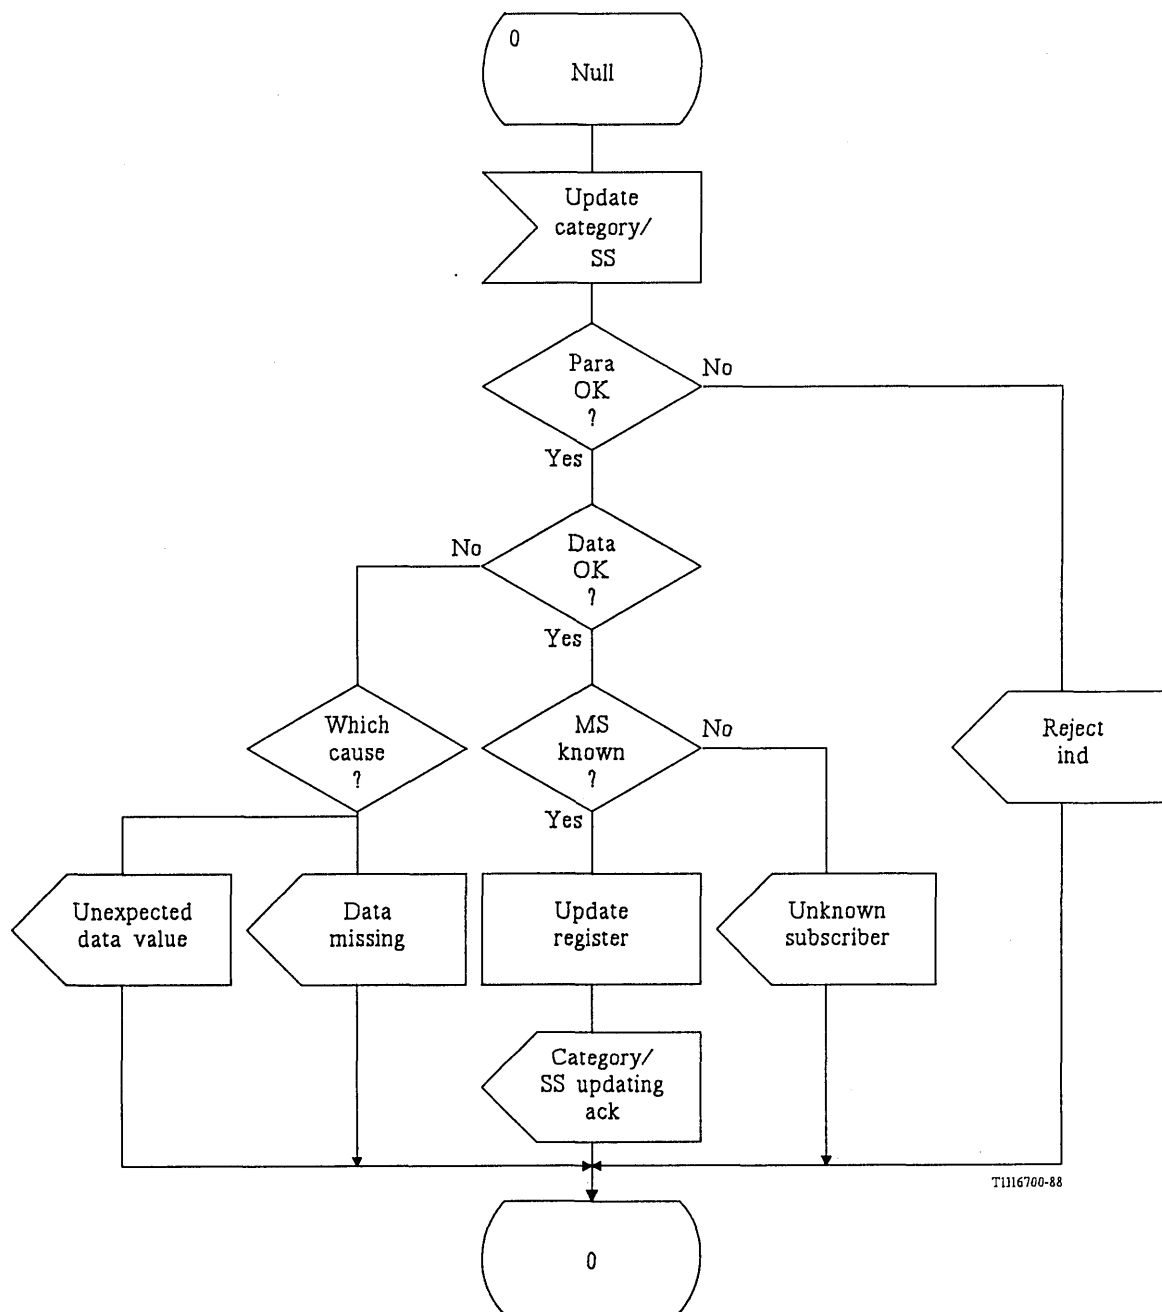 0
Null
Update
category/
SS
Para
OK
?
No
Yes
Data
OK
?
No
Yes
Which
cause
?
MS
known
?
No
Yes
Reject
ind
Unexpected
data value
Data
missing
Update
register
Unknown
subscriber
Category/
SS updating
ack
T1116700-88
0